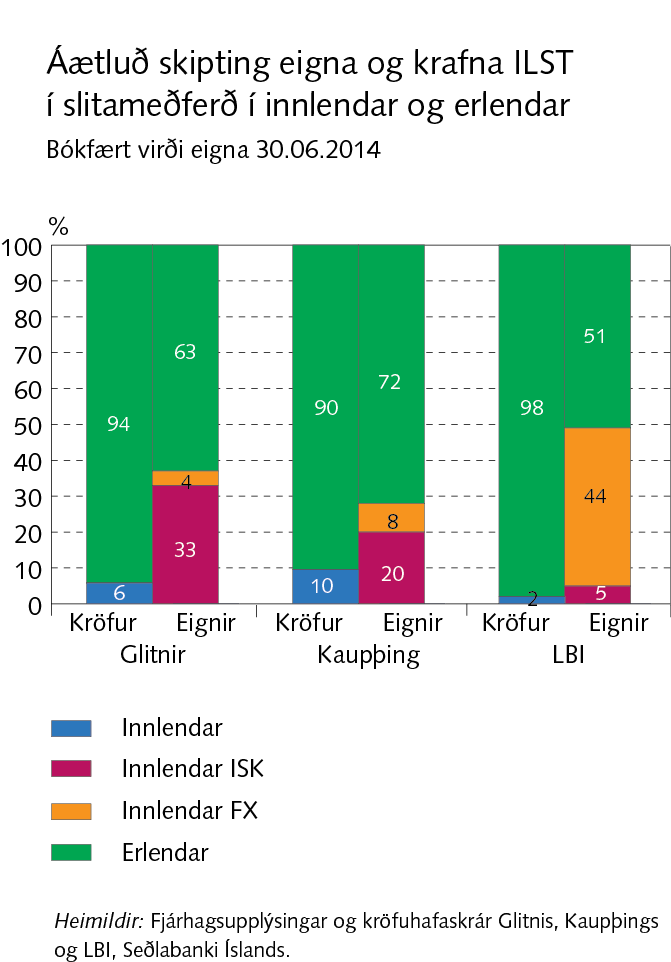 Áætluð skipting eigna og krafna ILST
í slitameðferð í innlendar og erlendar
Bókfært virði eigna 30.06.2014
%
100
90
80
70
60
50
40
30
20
10
0
94
6
63
4
33
90
10
72
8
20
98
2
51
44
5
Kröfur Eignir Kröfur Eignir Kröfur Eignir
Glitnir Kaupþing LBI
Innlendar
Innlendar ISK
Innlendar FX
Erlendar
Heimildir: Fjárhagsupplýsingar og kröfuhafaskrár Glitnis, Kaupþings
og LBI, Seðlabanki Íslands.